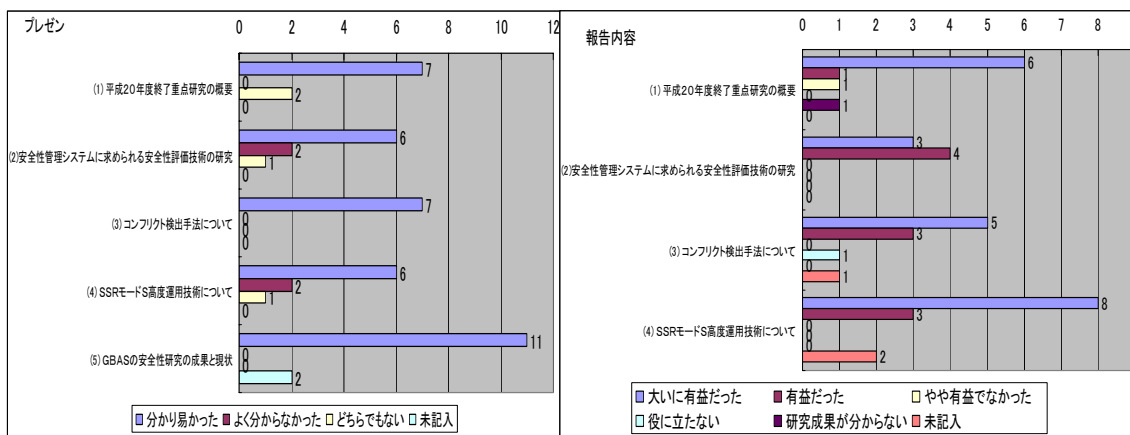 プレゼン
0 2 4 6 8 10 12
(1) 平成20年度終了重点研究の概要
7
0
2
0
(2)安全性管理システムに求められる安全性評価技術の研究
6
2
1
0
(3) コンフリクト検出手法について
7
0
0
0
(4) SSRモードS高度運用技術について
6
2
1
0
(5) GBASの安全性研究の成果と現状
11
0
0
2
分かり易かった よく分からなかった どちらでもない 未記入
報告内容
0 1 2 3 4 5 6 7 8
(1) 平成20年度終了重点研究の概要
6
1
1
0
1
0
(2)安全性管理システムに求められる安全性評価技術の研究
3
4
0
0
0
0
(3) コンフリクト検出手法について
5
3
0
1
0
1
(4) SSRモードS高度運用技術について
8
3
0
0
0
2
大いに有益だった 有益だった やや有益でなかった
役に立たない 研究成果が分からない 未記入